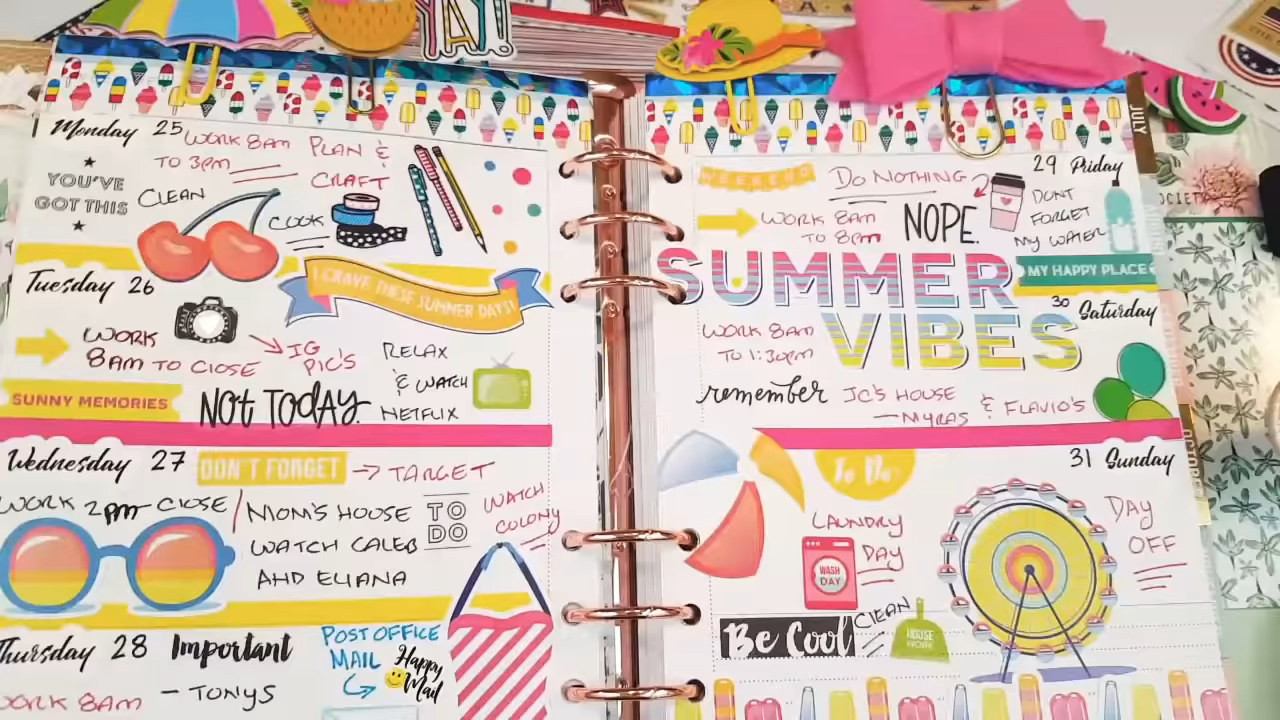 YAY!
Monday 25
WORK 8AM
TO 3PM
PLAN &
CRAFT
YOU'VE
GOT THIS
CLEAN
COOK
I CRAVE THESE SUMMER DAYS!
Tuesday 26
WORK
8AM TO CLOSE
IG
PIC'S
RELAX
& WATCH
NETFLIX
SUNNY MEMORIES
NOT TODAY.
Wednesday 27
DON'T FORGET
TARGET
WORK 2PM-CLOSE
MOM'S HOUSE
WATCH CALEB
AND ELIANA
TO
DO
WATCH
COLONY
Thursday 28
Important
WORK 8AM
- TONYS
POST OFFICE
MAIL
Happy
Mail
JULY
WEEKEND
DO NOTHING
29 Friday
WORK 8AM
TO 8PM
NOPE.
DONT
FORGET
MY WATER
SUMMER
VIBES
MY HAPPY PLACE
30 Saturday
WORK 8AM
TO 1:30PM
remember
JC'S HOUSE
- MYRAS & FLAVIO'S
31 Sunday
To Do
LAUNDRY
DAY
WASH
DAY
DAY
OFF
Be Cool
CLEAN
HOUSE
WORK
OCTOBER